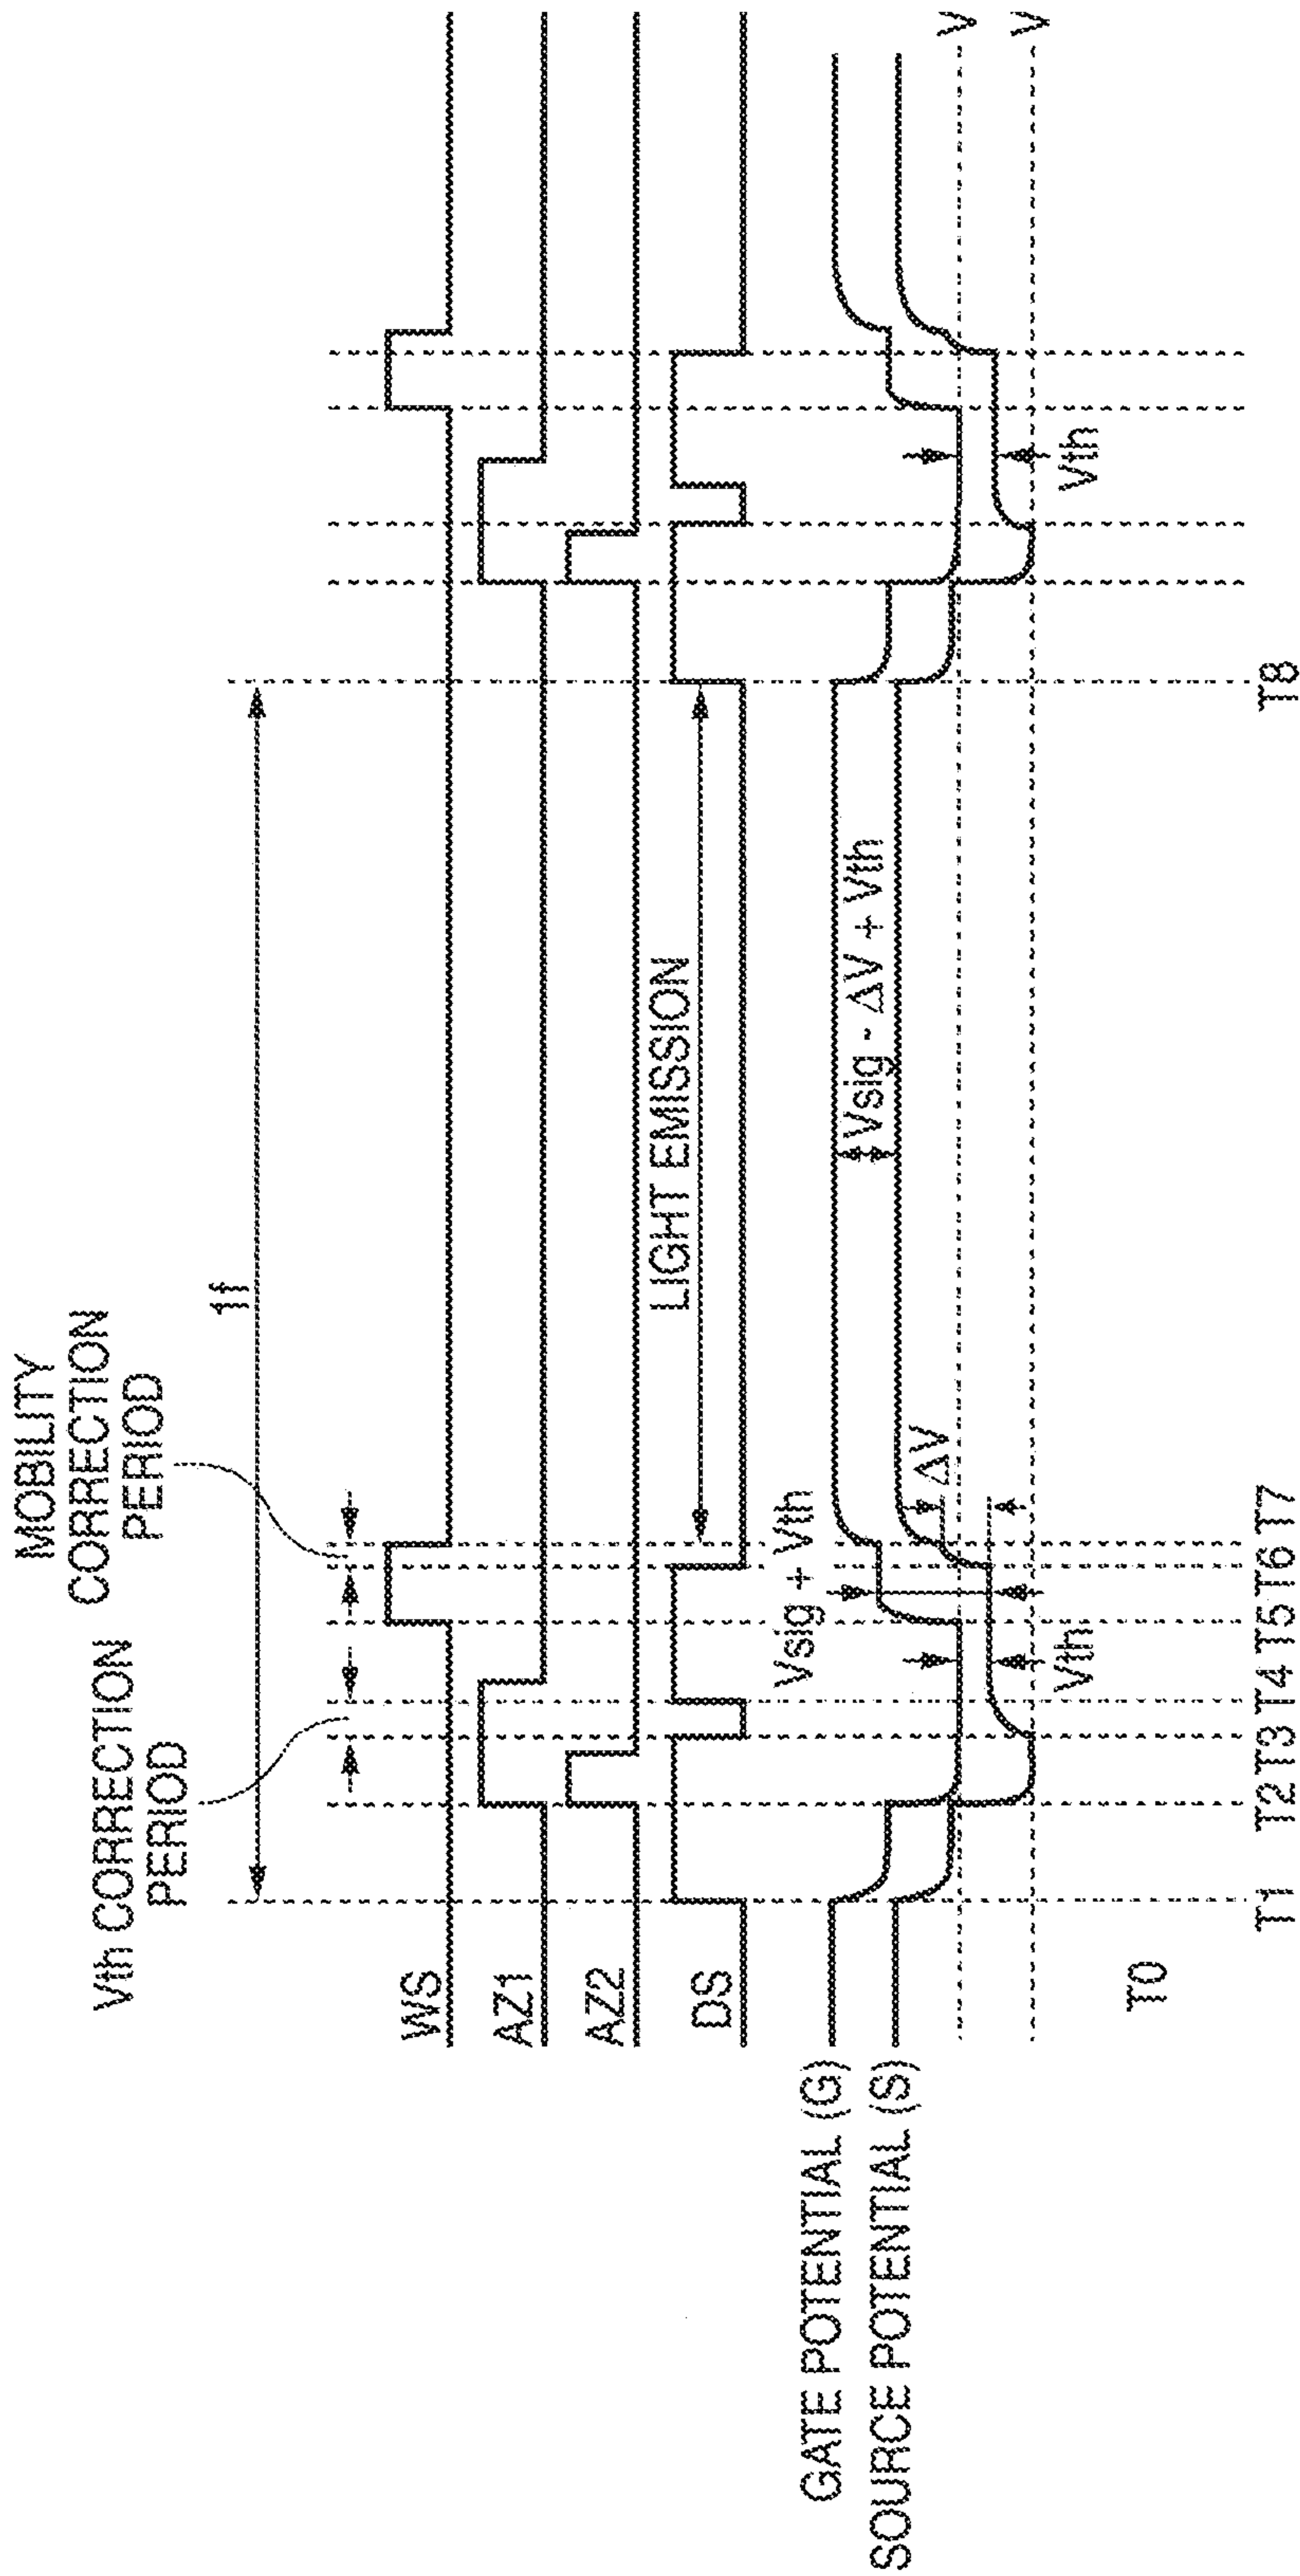 MOBILITY
CORRECTION
PERIOD
Vth CORRECTION
PERIOD
1f
WS
AZ1
AZ2
DS
LIGHT EMISSION
GATE POTENTIAL (G)
SOURCE POTENTIAL (S)
Vsig + Vth
Vsig - ΔV + Vth
ΔV
Vth
Vth
V
V
T0
T1 T2 T3 T4 T5 T6 T7 T8